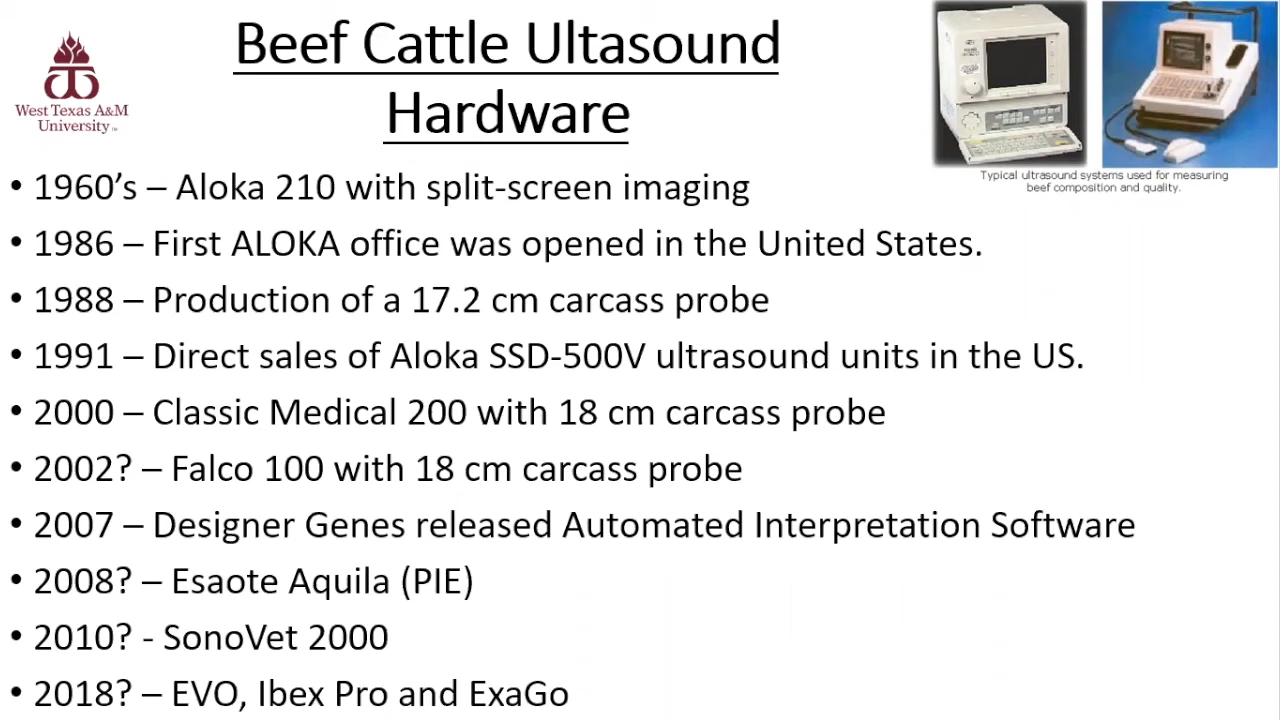 West Texas A&M
University™
Beef Cattle Ultasound
Hardware
Typical ultrasound systems used for measuring
beef composition and quality.
• 1960’s – Aloka 210 with split-screen imaging
• 1986 – First ALOKA office was opened in the United States.
• 1988 – Production of a 17.2 cm carcass probe
• 1991 – Direct sales of Aloka SSD-500V ultrasound units in the US.
• 2000 – Classic Medical 200 with 18 cm carcass probe
• 2002? – Falco 100 with 18 cm carcass probe
• 2007 – Designer Genes released Automated Interpretation Software
• 2008? – Esaote Aquila (PIE)
• 2010? - SonoVet 2000
• 2018? – EVO, Ibex Pro and ExaGo